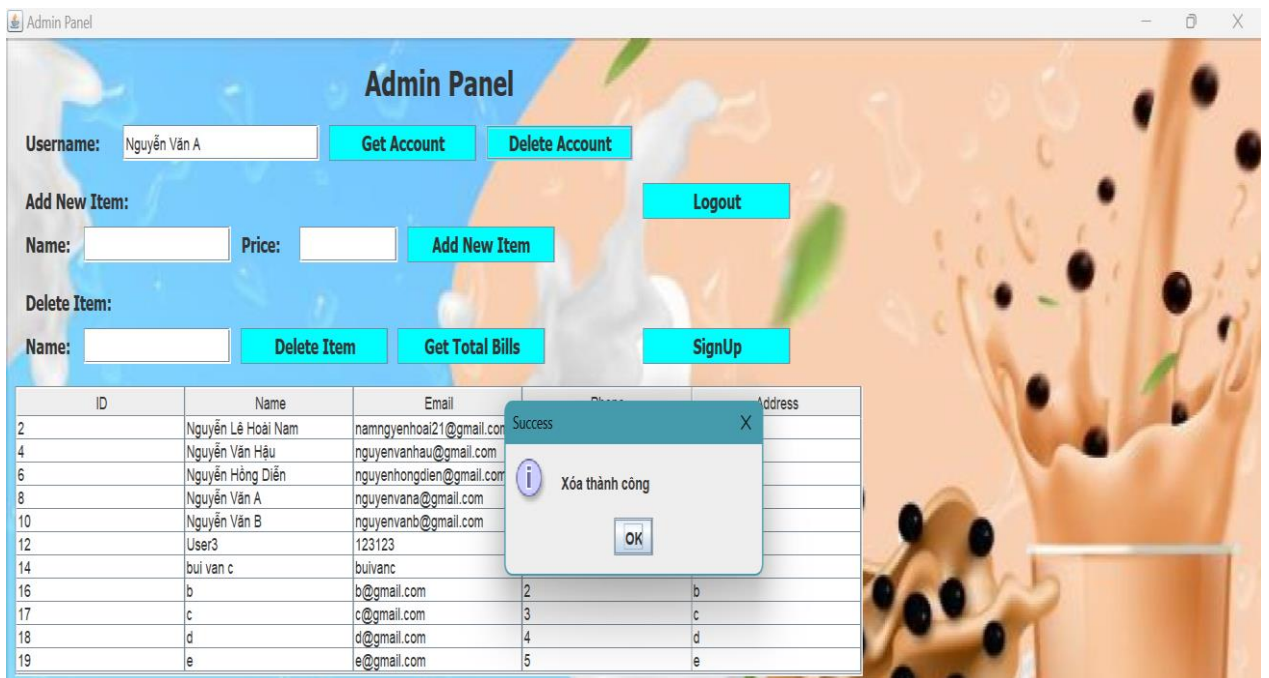 Admin Panel
Admin Panel
Username: Nguyễn Văn A Get Account Delete Account
Add New Item: Logout
Name: Price: Add New Item
Delete Item:
Name: Delete Item Get Total Bills SignUp
ID Name Email Phone Address
2 Nguyễn Lê Hoài Nam namngyenhoai21@gmail.com
4 Nguyễn Văn Hậu nguyenvanhau@gmail.com
6 Nguyễn Hồng Diễn nguyenhongdien@gmail.com
8 Nguyễn Văn A nguyenvana@gmail.com
10 Nguyễn Văn B nguyenvanb@gmail.com
12 User3 123123
14 bui van c buivanc
16 b b@gmail.com 2 b
17 c c@gmail.com 3 c
18 d d@gmail.com 4 d
19 e e@gmail.com 5 e
Success X
Xóa thành công
OK